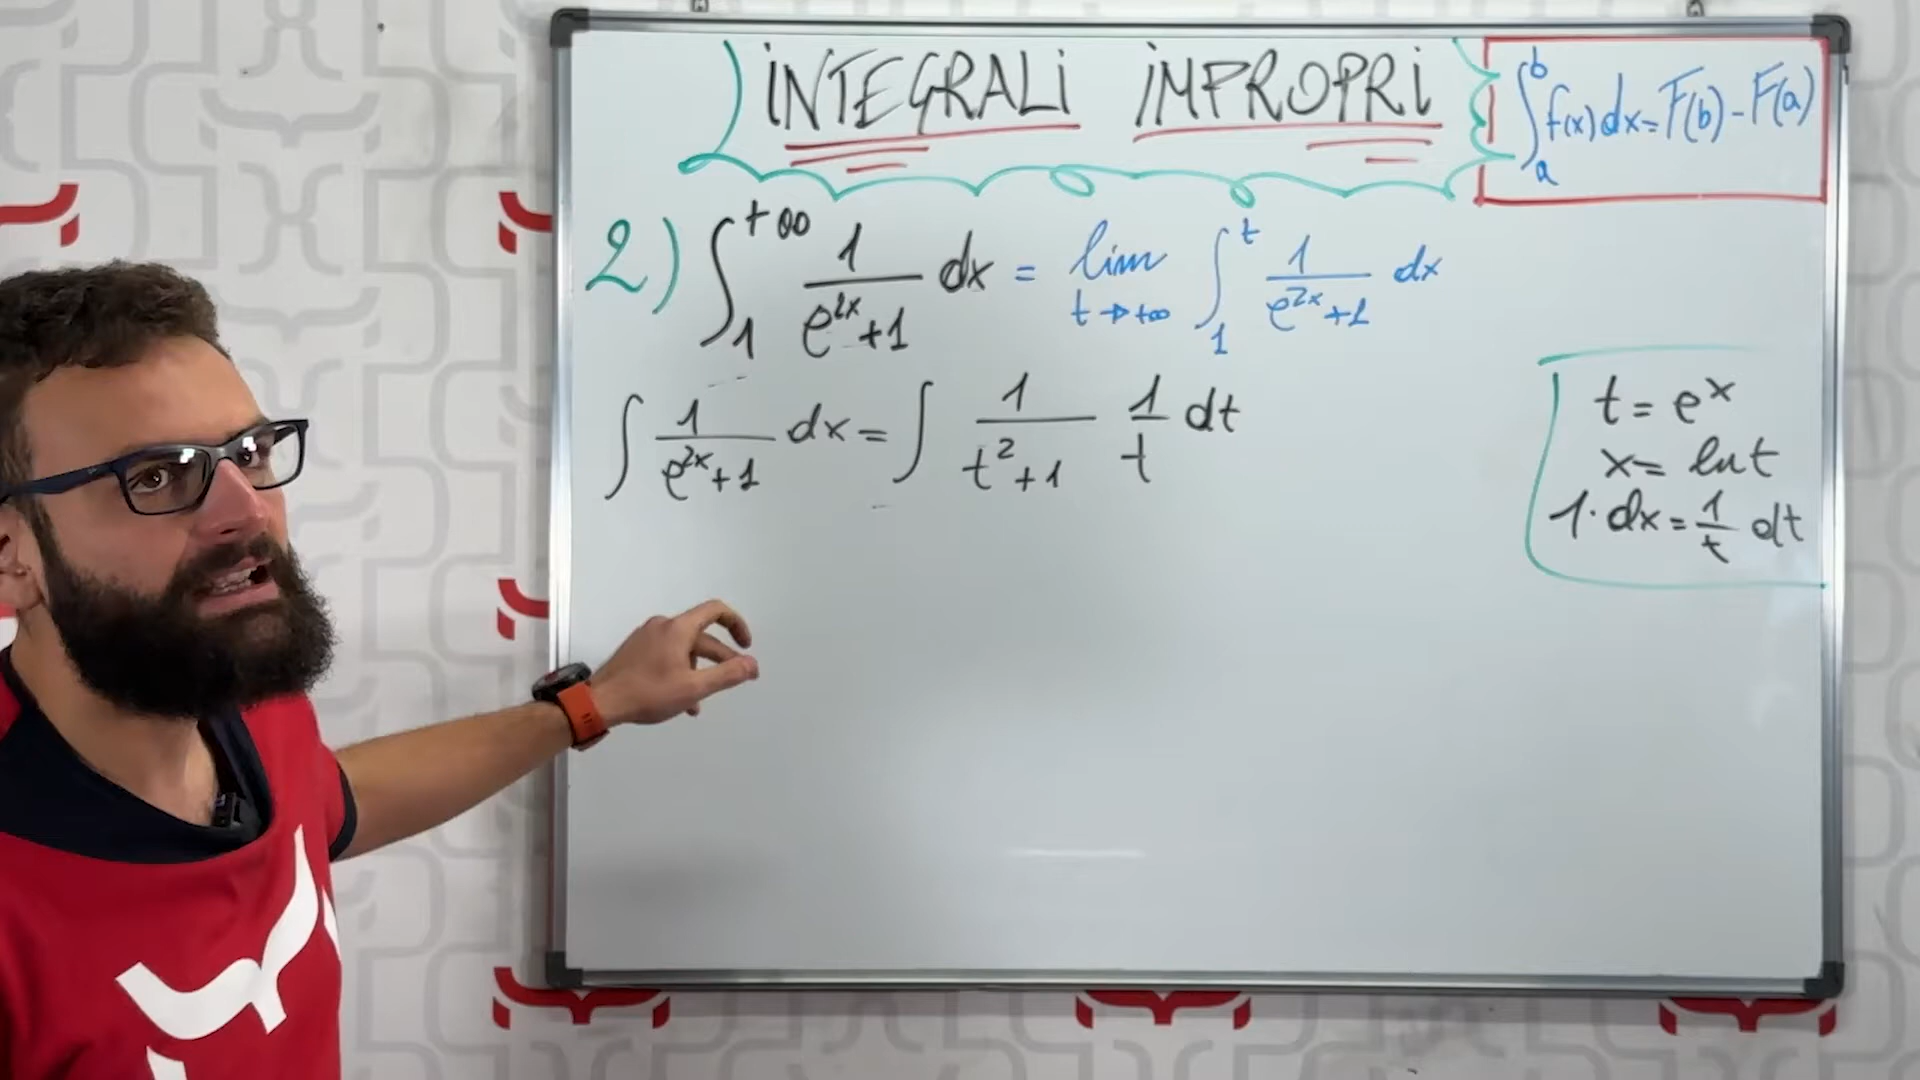 INTEGRALI IMPROPRI
∫_a^b f(x) dx = F(b) - F(a)
2) ∫_1^{+∞} 1/(e^{2x}+1) dx = lim_{t→+∞} ∫_1^t 1/(e^{2x}+1) dx
∫ 1/(e^{2x}+1) dx = ∫ 1/(t²+1) 1/t dt
t = e^x
x = ln t
1 · dx = 1/t dt